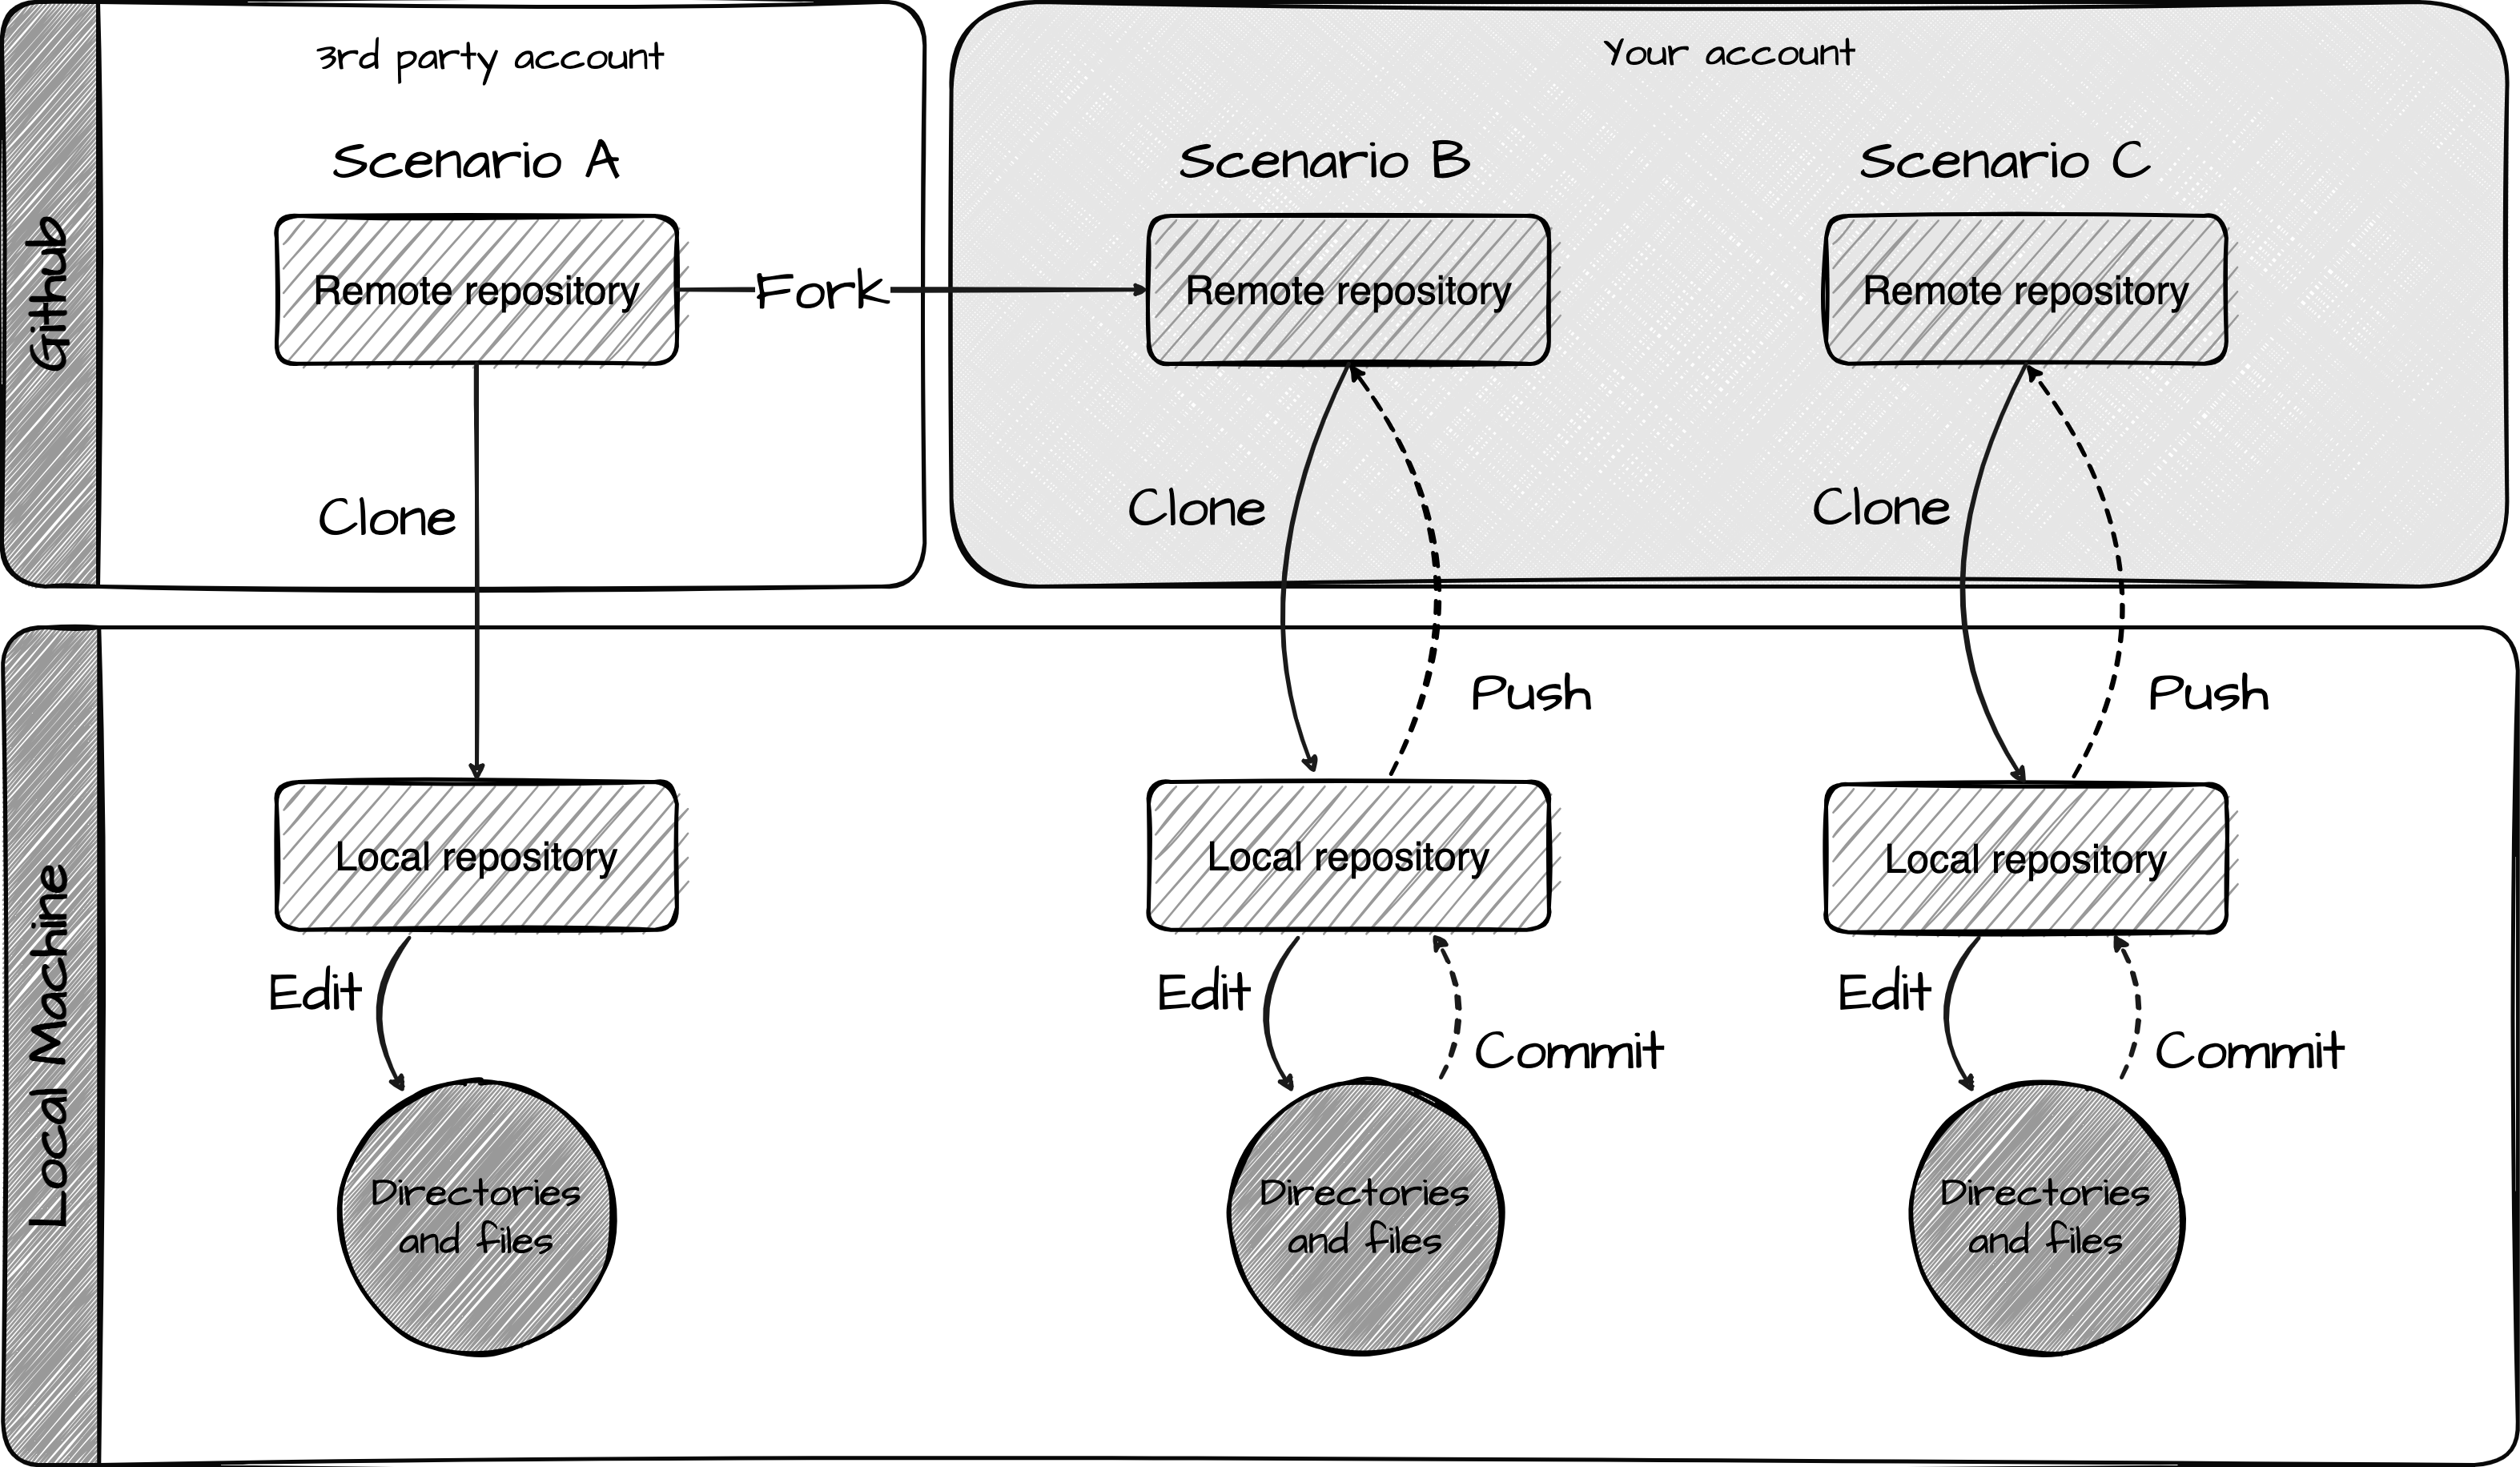 3rd party account
Your account
Scenario A
Scenario B
Scenario C
Github
Remote repository
Fork
Remote repository
Remote repository
Clone
Clone
Clone
Push
Push
Local Machine
Local repository
Local repository
Local repository
Edit
Edit
Edit
Commit
Commit
Directories
and files
Directories
and files
Directories
and files